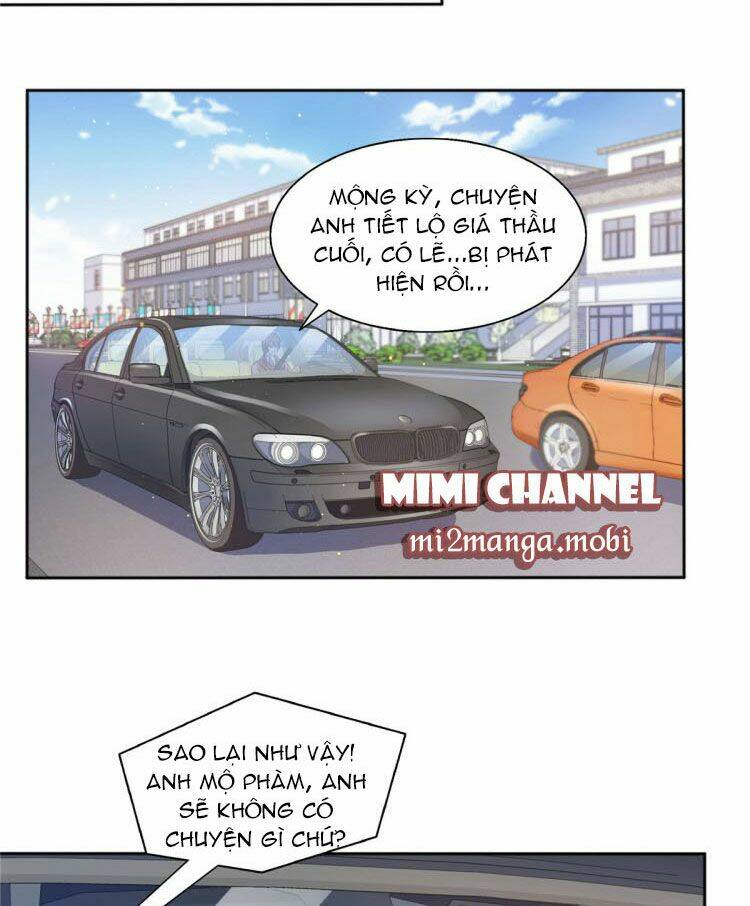 MỘNG KỲ, CHUYỆN
ANH TIẾT LỘ GIÁ THẦU
CUỐI, CÓ LẼ...BỊ PHÁT
HIỆN RỒI...
MIMI CHANNEL
mi2manga.mobi
SAO LẠI NHƯ VẬY!
ANH MỘ PHÀM, ANH
SẼ KHÔNG CÓ
CHUYỆN GÌ CHỨ?